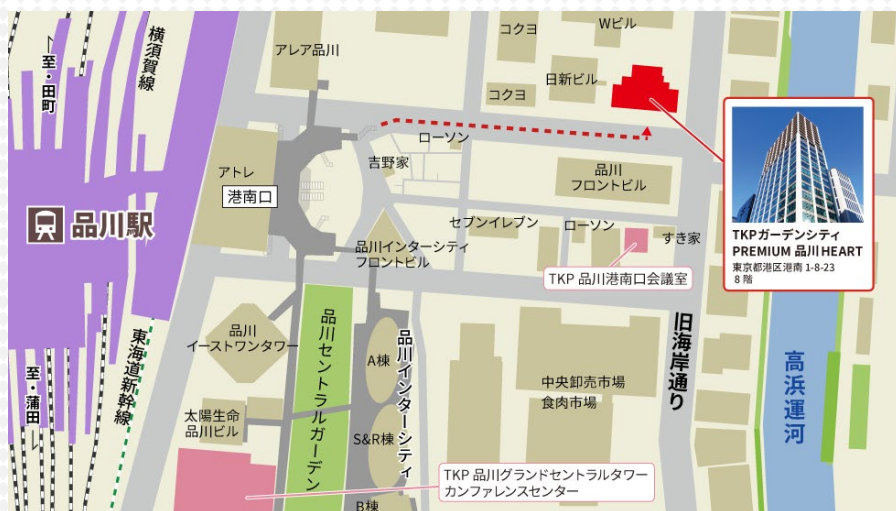 横須賀線
至・田町
アレア品川
コクヨ
Wビル
日新ビル
コクヨ
ローソン
吉野家
アトレ
港南口
品川駅
品川
フロントビル
セブンイレブン
ローソン
すき家
品川インターシティ
フロントビル
TKP 品川港南口会議室
TKPガーデンシティ
PREMIUM 品川HEART
東京都港区港南 1-8-23
8 階
品川
イーストワンタワー
東海道新幹線
至・蒲田
太陽生命
品川ビル
品川セントラルガーデン
A棟
S&R棟
B棟
品川インターシティ
中央卸売市場
食肉市場
旧海岸通り
高浜運河
TKP 品川グランドセントラルタワー
カンファレンスセンター